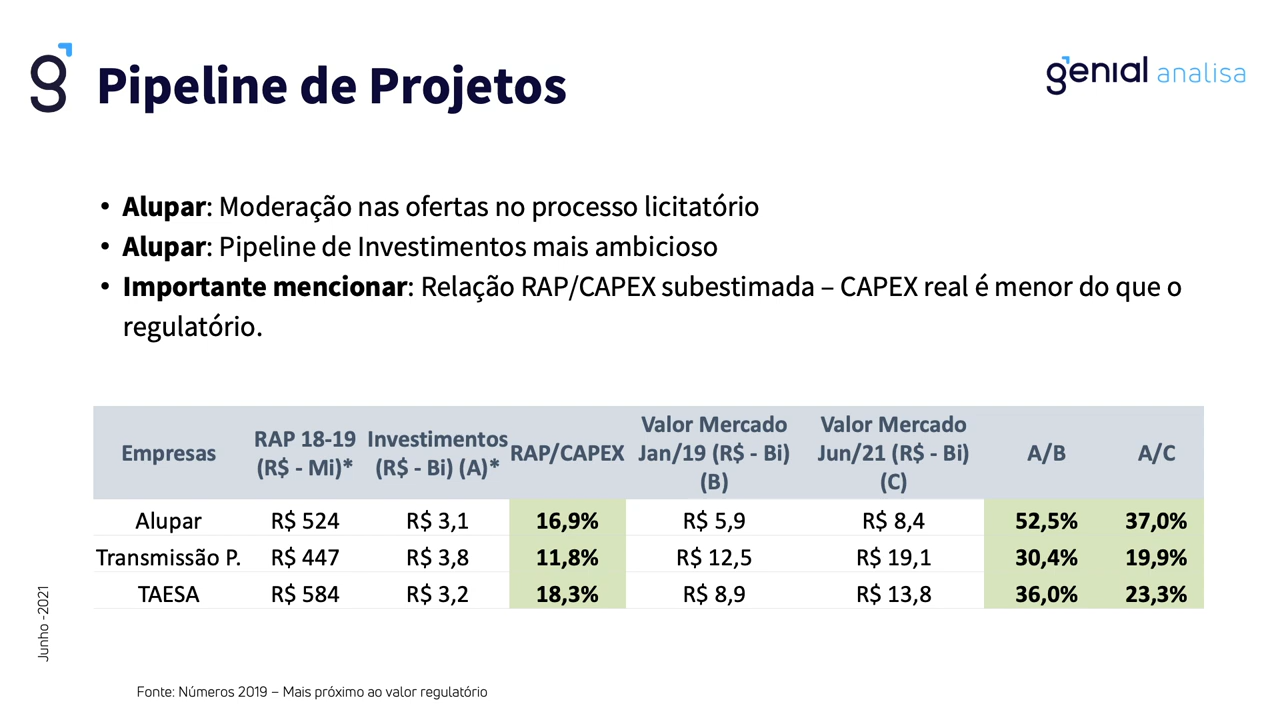 g
Pipeline de Projetos
genial analisa
• Alupar: Moderação nas ofertas no processo licitatório
• Alupar: Pipeline de Investimentos mais ambicioso
• Importante mencionar: Relação RAP/CAPEX subestimada – CAPEX real é menor do que o
regulatório.
Empresas RAP 18-19 (R$ - Mi)* Investimentos (R$ - Bi) (A)* RAP/CAPEX Valor Mercado Jan/19 (R$ - Bi) (B) Valor Mercado Jun/21 (R$ - Bi) (C) A/B A/C
Alupar R$ 524 R$ 3,1 16,9% R$ 5,9 R$ 8,4 52,5% 37,0%
Transmissão P. R$ 447 R$ 3,8 11,8% R$ 12,5 R$ 19,1 30,4% 19,9%
TAESA R$ 584 R$ 3,2 18,3% R$ 8,9 R$ 13,8 36,0% 23,3%
Junho -2021
Fonte: Números 2019 – Mais próximo ao valor regulatório